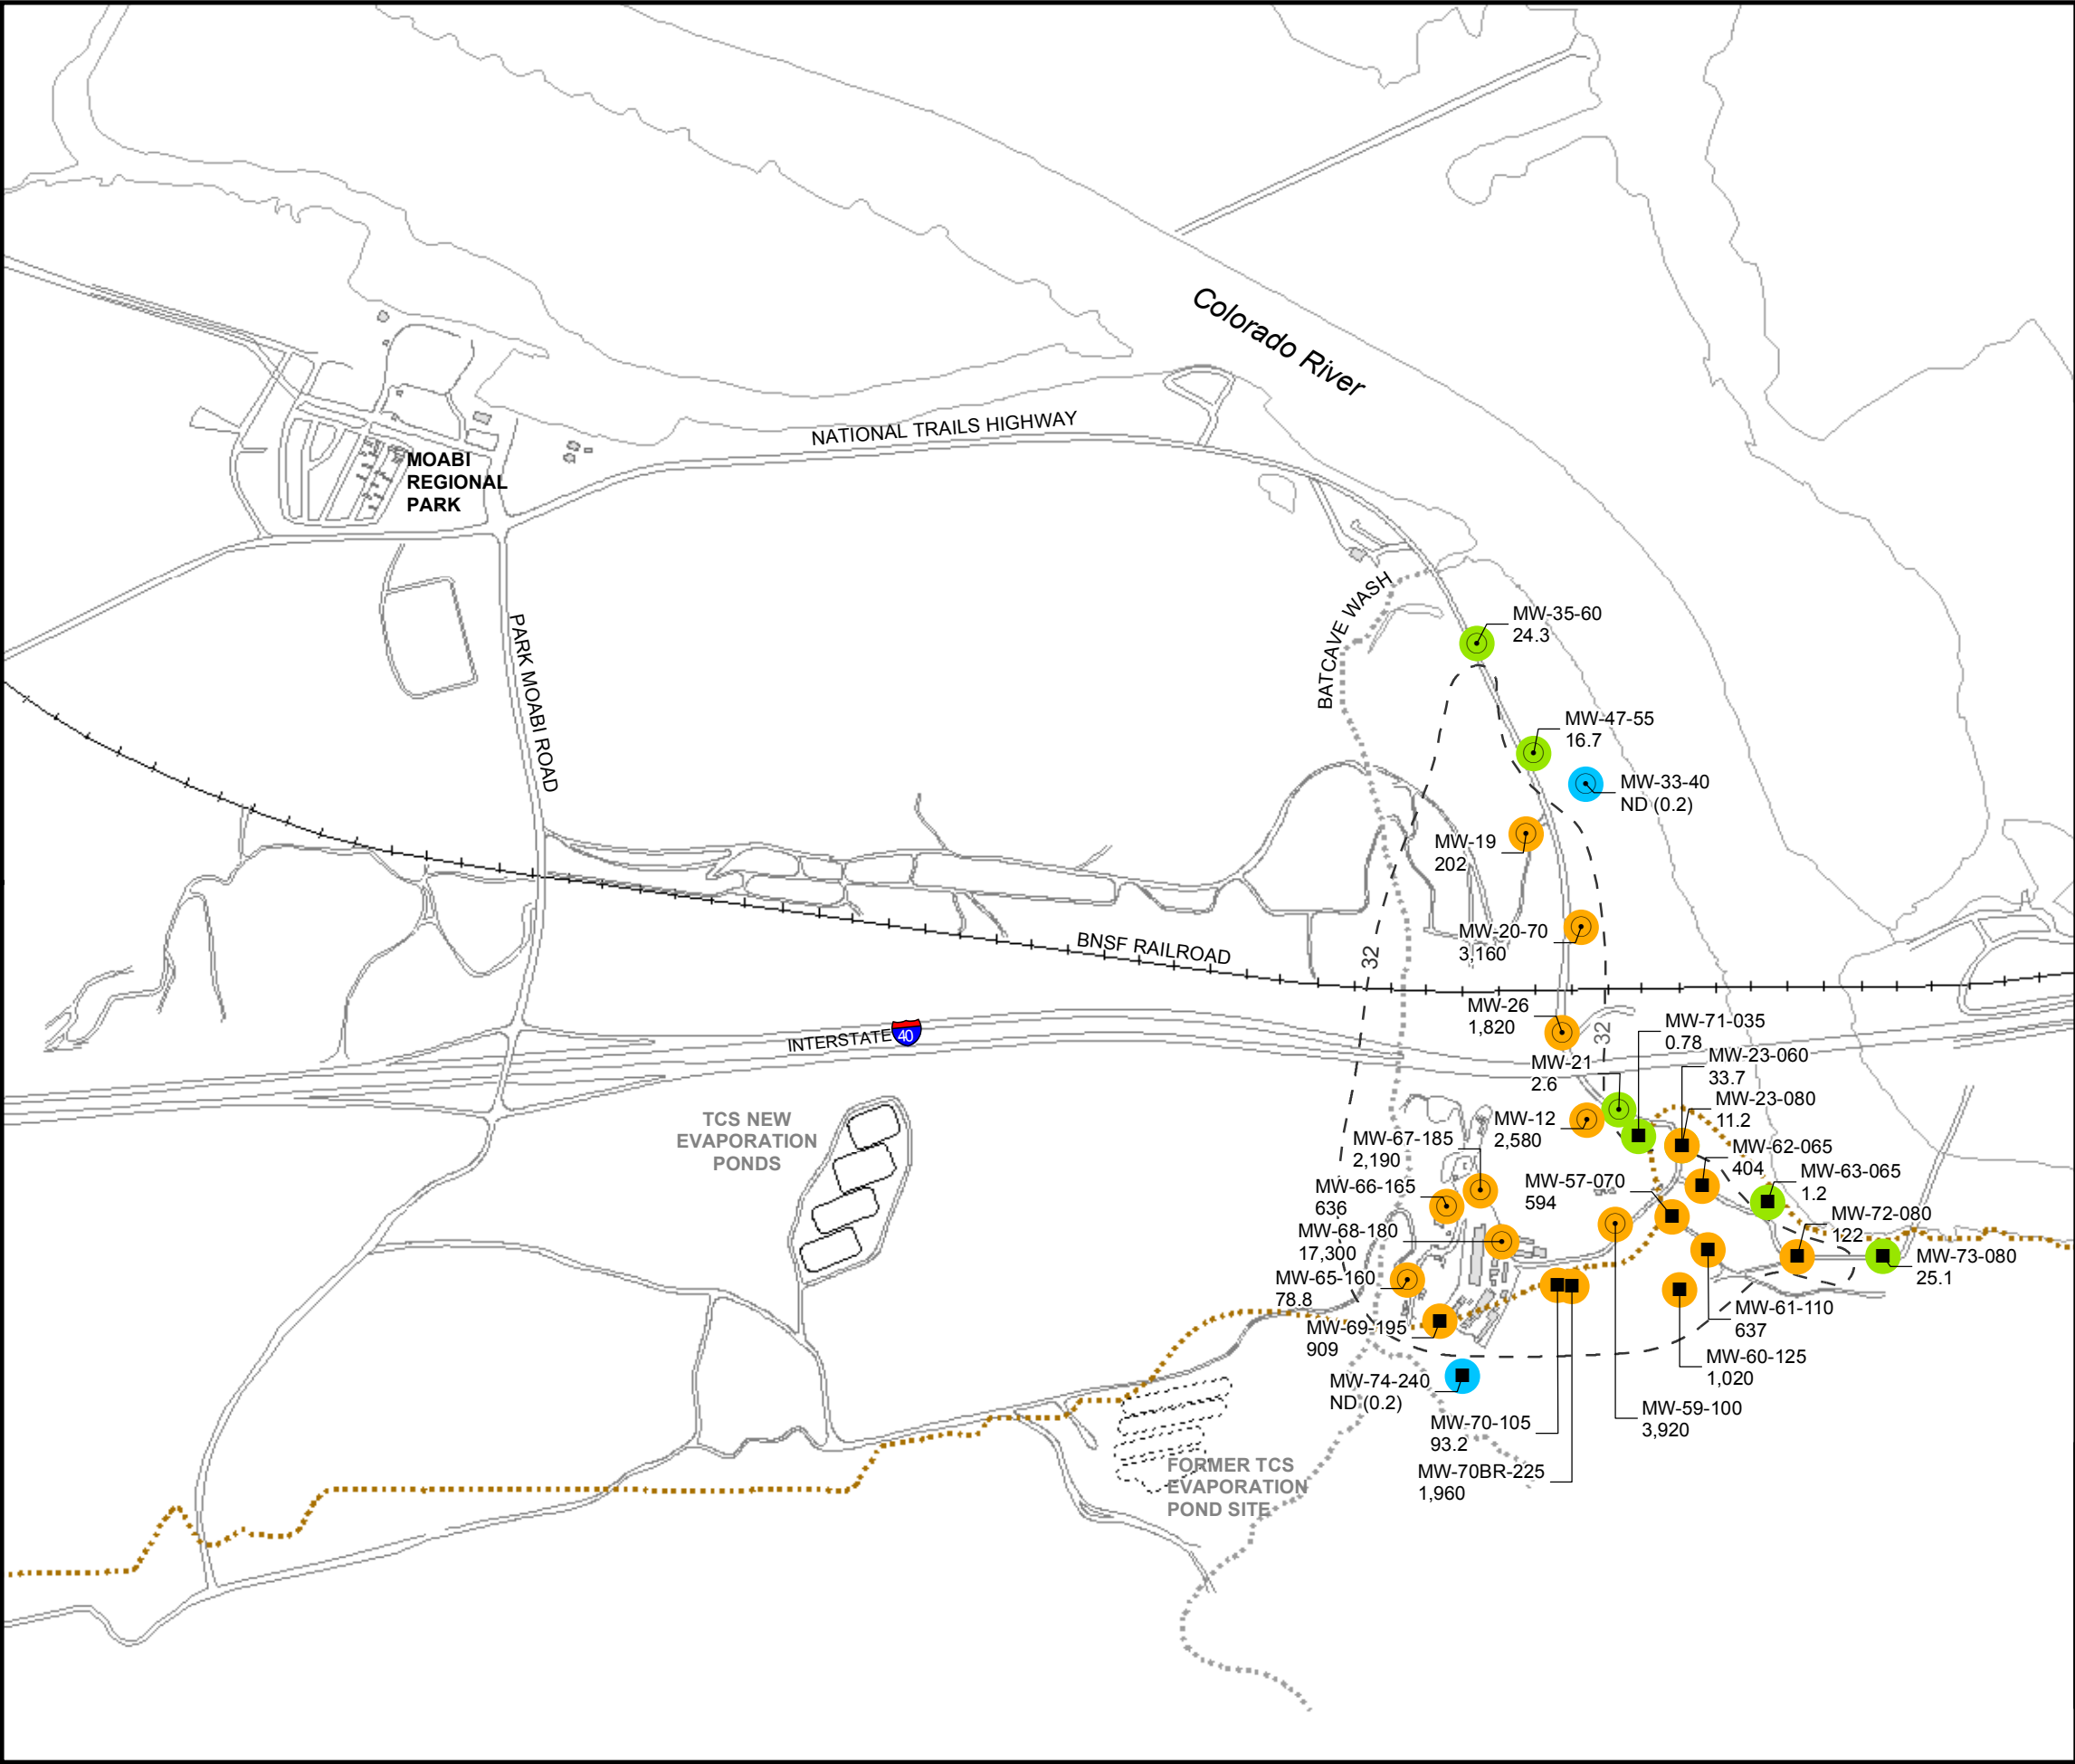 Colorado River
NATIONAL TRAILS HIGHWAY
MOABI
REGIONAL
PARK
BATCAVE WASH
PARK MOABI ROAD
MW-35-60
24.3
MW-47-55
16.7
MW-33-40
ND (0.2)
MW-19
202
MW-20-70
3,160
32
BNSF RAILROAD
MW-26
1,820
32
INTERSTATE
40
MW-71-035
0.78
MW-21
2.6
MW-23-060
33.7
MW-23-080
11.2
MW-12
2,580
TCS NEW
EVAPORATION
PONDS
MW-67-185
2,190
MW-62-065
404
MW-63-065
1.2
MW-57-070
594
MW-66-165
636
MW-72-080
122
MW-68-180
17,300
MW-73-080
25.1
MW-65-160
78.8
MW-69-195
909
MW-61-110
637
MW-60-125
1,020
MW-74-240
ND (0.2)
MW-59-100
3,920
MW-70-105
93.2
MW-70BR-225
1,960
FORMER TCS
EVAPORATION
POND SITE